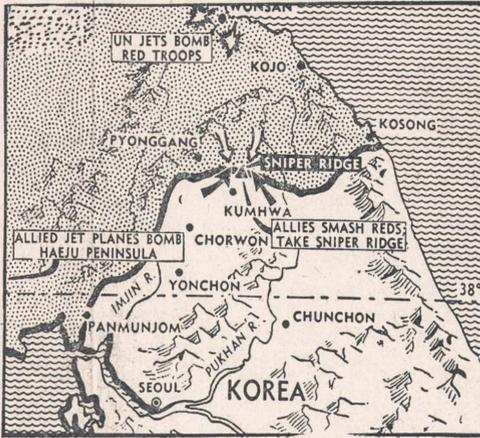 WONSAN
UN JETS BOMB
RED TROOPS
KOJO
KOSONG
PYONGGANG
SNIPER RIDGE
KUMHWA
ALLIES SMASH REDS,
TAKE SNIPER RIDGE
ALLIED JET PLANES BOMB
HAEJU PENINSULA
CHORWON
YONCHON
IMJIN R.
38°
PANMUNJOM
CHUNCHON
PUKHAN R.
SEOUL
KOREA